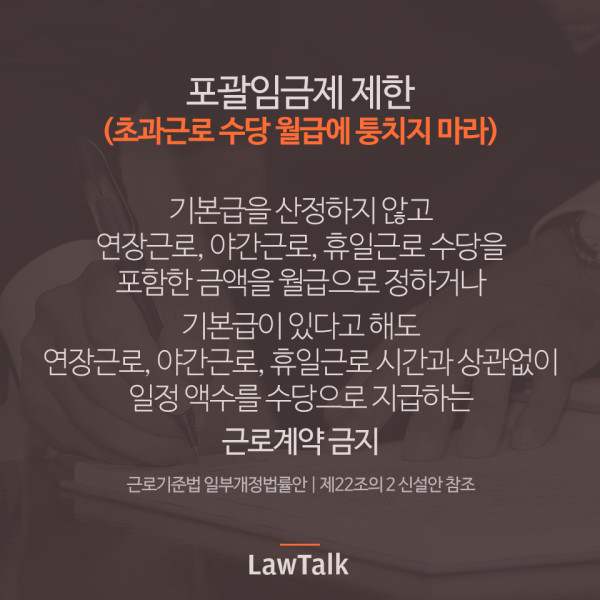 포괄임금제 제한
(초과근로 수당 월급에 퉁치지 마라)
기본급을 산정하지 않고
연장근로, 야간근로, 휴일근로 수당을
포함한 금액을 월급으로 정하거나
기본급이 있다고 해도
연장근로, 야간근로, 휴일근로 시간과 상관없이
일정 액수를 수당으로 지급하는
근로계약 금지
근로기준법 일부개정법률안 | 제22조의 2 신설안 참조
LawTalk